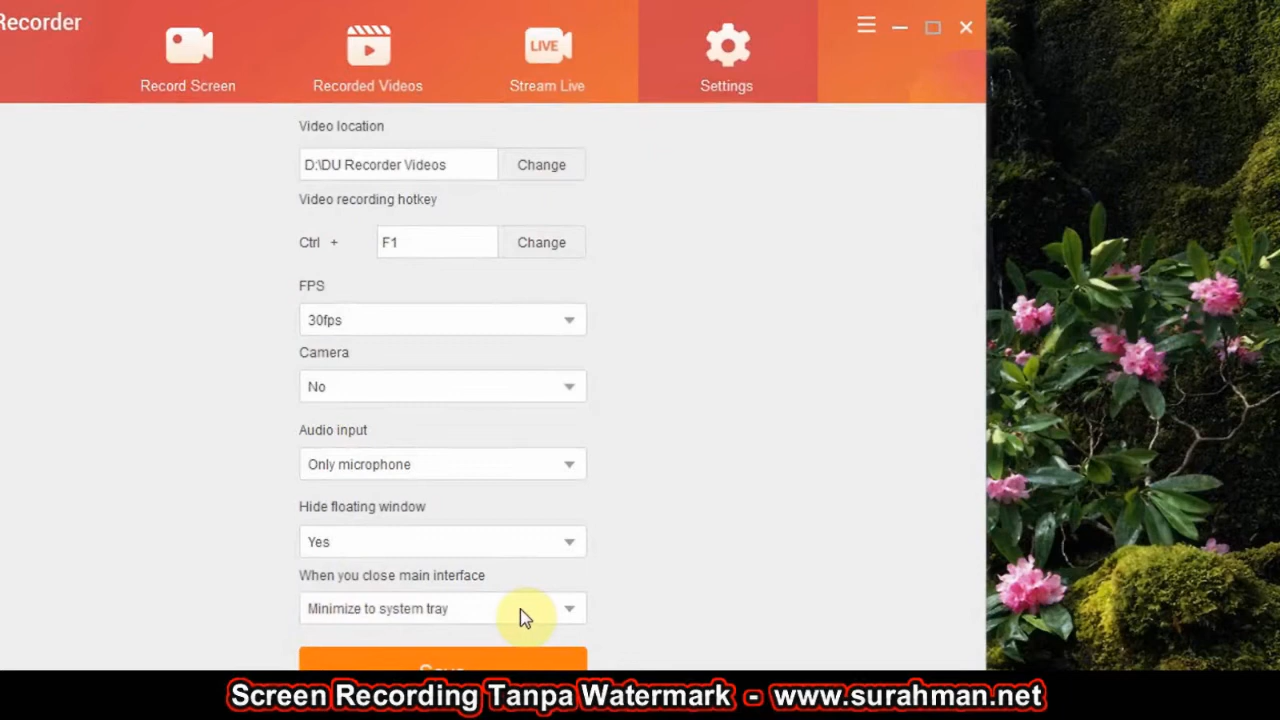 Recorder
Record Screen
Recorded Videos
LIVE
Stream Live
Settings
Video location
D:\DU Recorder Videos
Change
Video recording hotkey
Ctrl +
F1
Change
FPS
30fps
Camera
No
Audio input
Only microphone
Hide floating window
Yes
When you close main interface
Minimize to system tray
Save
Screen Recording Tanpa Watermark - www.surahman.net